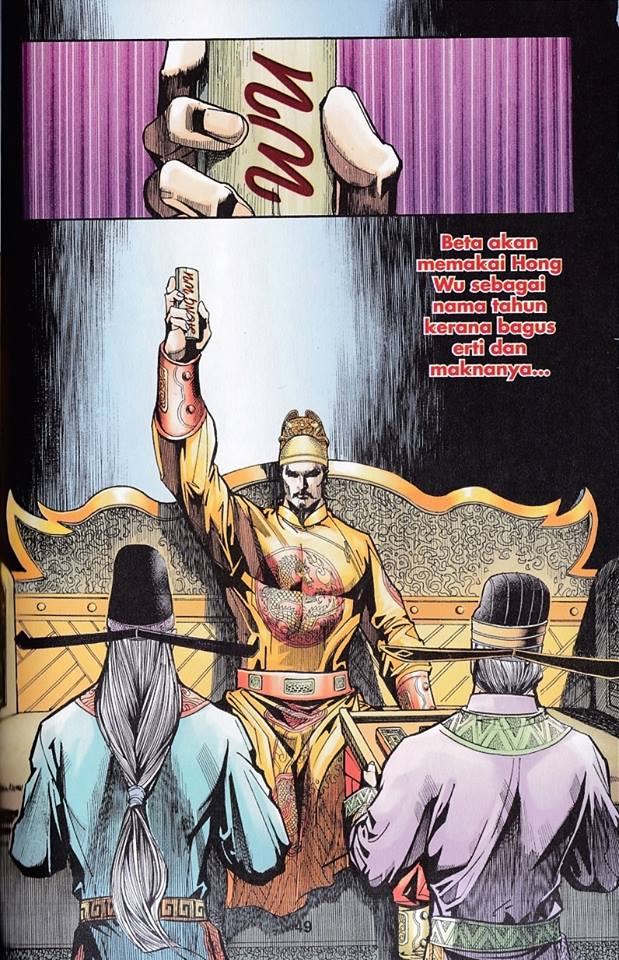 Beta akan
memakai Hong
Wu sebagai
nama tahun
kerana bagus
erti dan
maknanya...
49